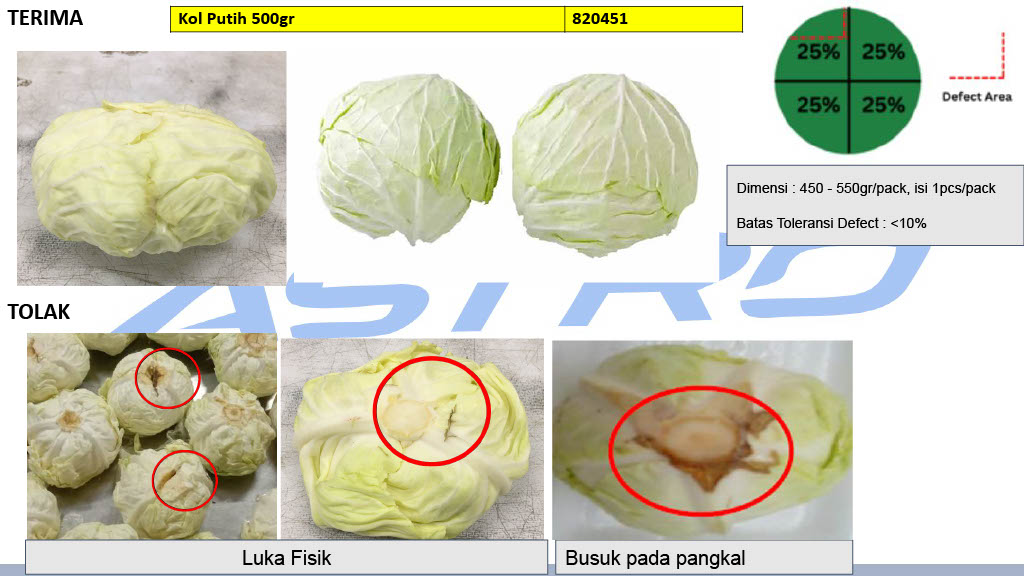 TERIMA
Kol Putih 500gr 820451
25% 25%
25% 25%
Defect Area
Dimensi : 450 - 550gr/pack, isi 1pcs/pack
Batas Toleransi Defect : <10%
ASTRO
TOLAK
Luka Fisik
Busuk pada pangkal